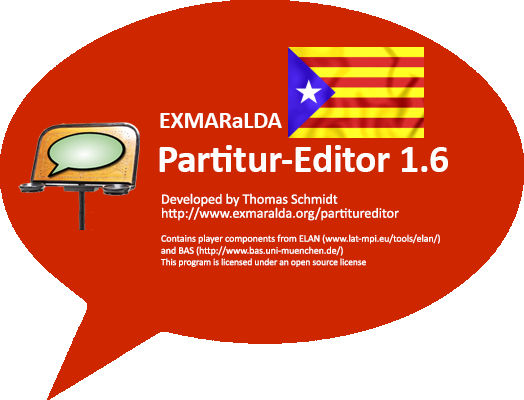 EXMARaLDA
Partitur-Editor 1.6
Developed by Thomas Schmidt
http://www.exmaralda.org/partitureditor
Contains player components from ELAN (www.lat-mpi.eu/tools/elan/)
and BAS (http://www.bas.uni-muenchen.de/)
This program is licensed under an open source license